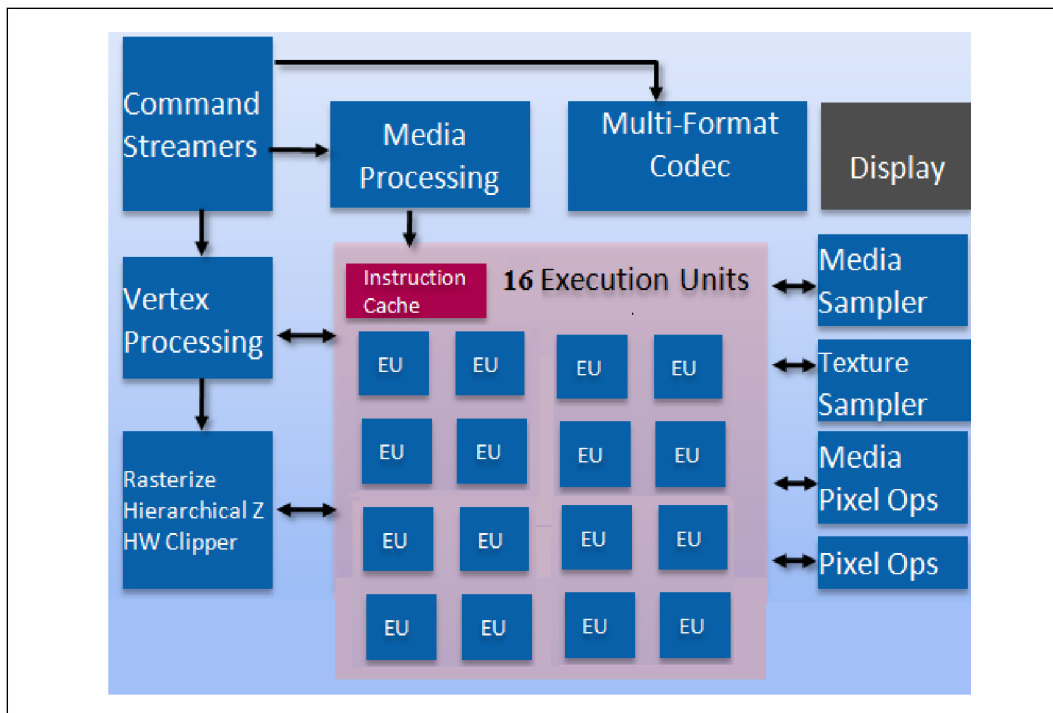 Command
Streamers
Media
Processing
Multi-Format
Codec
Display
Vertex
Processing
Instruction
Cache
16 Execution Units
Media
Sampler
EU EU EU EU
Texture
Sampler
EU EU EU EU
Rasterize
Hierarchical Z
HW Clipper
Media
Pixel Ops
EU EU EU EU
Pixel Ops
EU EU EU EU